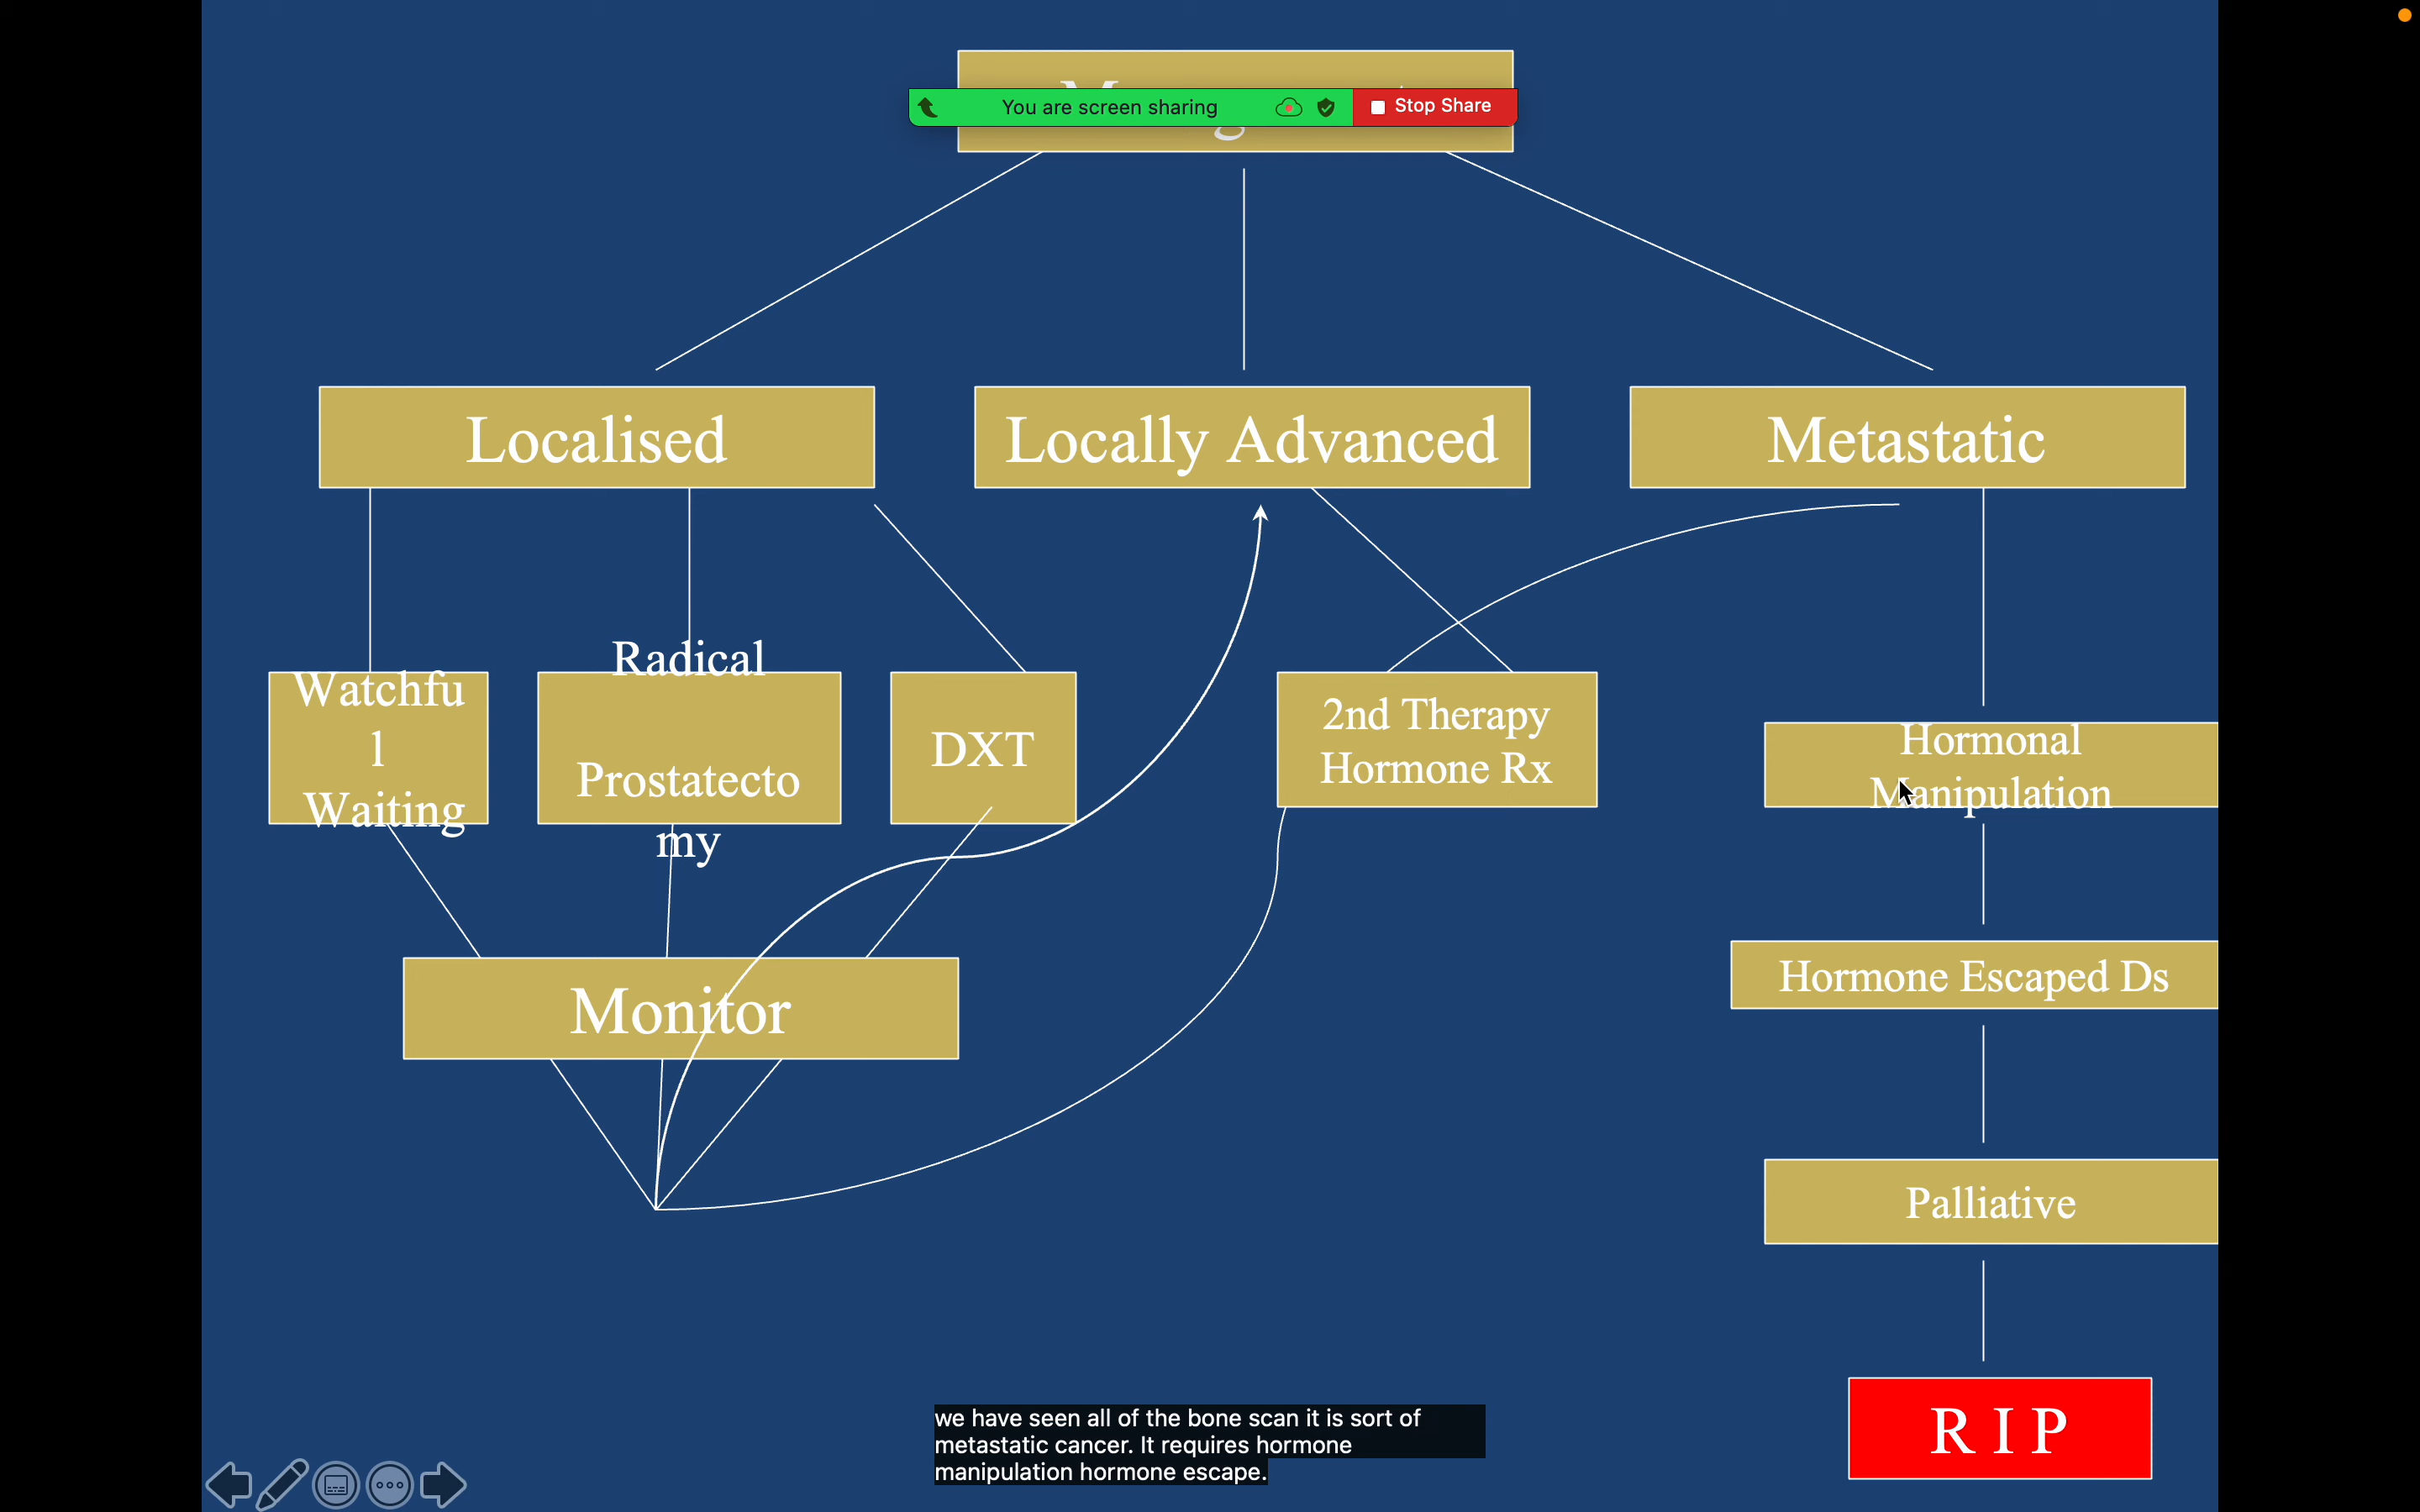 You are screen sharing
Stop Share
Localised
Locally Advanced
Metastatic
Watchfu
l
Waiting
Radical
Prostatecto
my
DXT
2nd Therapy
Hormone Rx
Hormonal
Manipulation
Monitor
Hormone Escaped Ds
Palliative
R I P
we have seen all of the bone scan it is sort of
metastatic cancer. It requires hormone
manipulation hormone escape.